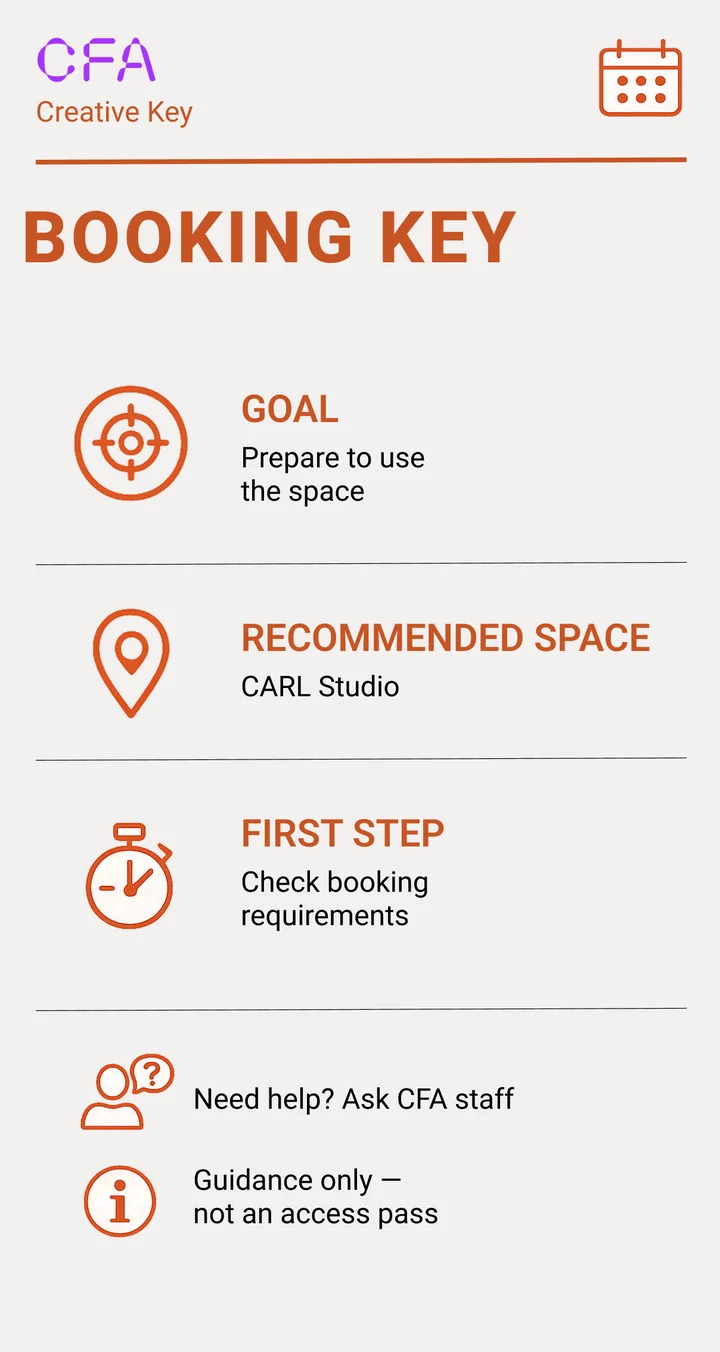 CFA
Creative Key
BOOKING KEY
GOAL
Prepare to use
the space
RECOMMENDED SPACE
CARL Studio
FIRST STEP
Check booking
requirements
?
Need help? Ask CFA staff
i
Guidance only —
not an access pass